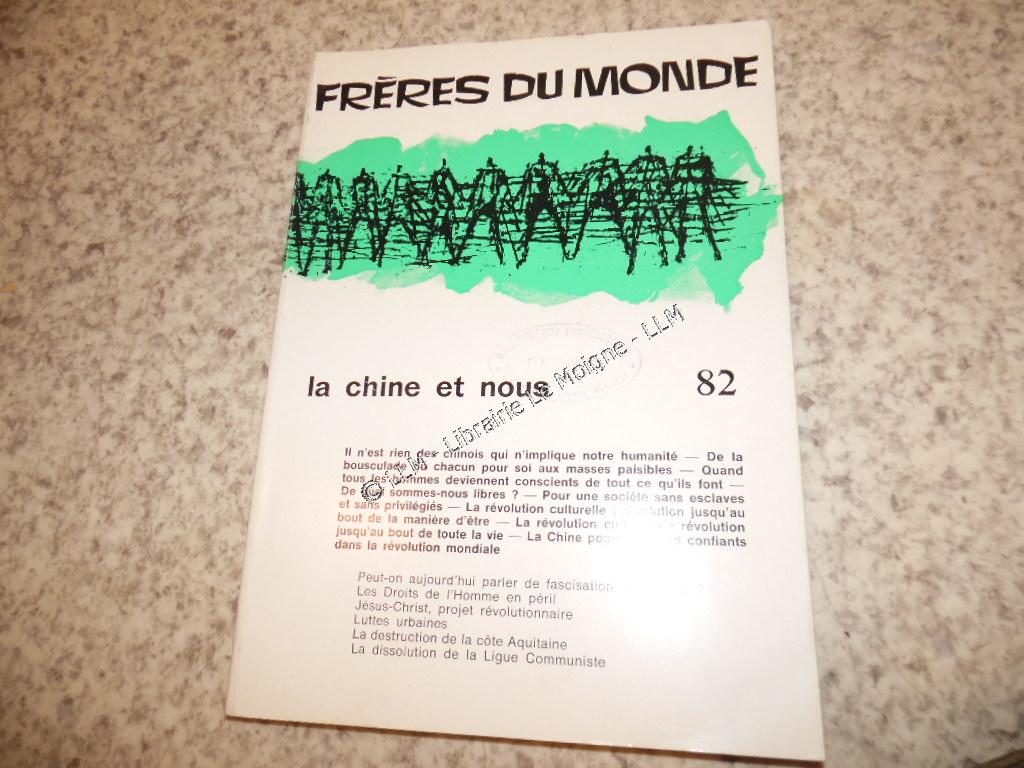 FRÈRES DU MONDE
la chine et nous
82
© LLM - Librairie Le Moigne - LLM
Il n'est rien des chinois qui n'implique notre humanité — De la
bousculade où chacun pour soi aux masses paisibles — Quand
tous les hommes deviennent conscients de tout ce qu'ils font —
De quoi sommes-nous libres ? — Pour une société sans esclaves
et sans privilégiés — La révolution culturelle : révolution jusqu'au
bout de la manière d'être — La révolution : révolution
jusqu'au bout de toute la vie — La Chine confiants
dans la révolution mondiale
Peut-on aujourd'hui parler de fascisation ?
Les Droits de l'Homme en péril
Jésus-Christ, projet révolutionnaire
Luttes urbaines
La destruction de la côte Aquitaine
La dissolution de la Ligue Communiste